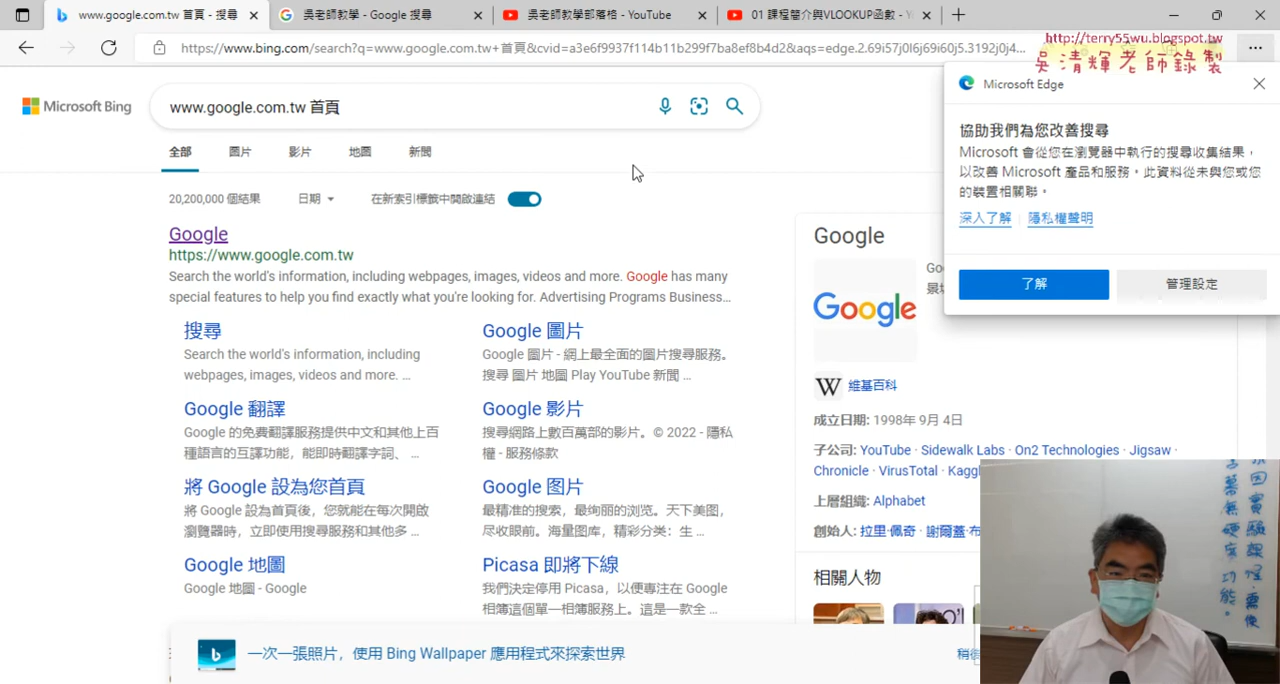 www.google.com.tw 首頁 - 搜尋
吳老師教學 - Google 搜尋
吳老師教學部落格 - YouTube
01 課程簡介與VLOOKUP函數 - Y
https://www.bing.com/search?q=www.google.com.tw+首頁&cvid=a3e6f9937f114b11b299f7ba8ef8b4d2&aqs=edge.2.69i57j0l6j69i60j5.3192j0j4...
http://terry55wu.blogspot.tw
吳清輝老師錄製
Microsoft Bing
www.google.com.tw 首頁
全部
圖片
影片
地圖
新聞
20,200,000 個結果
日期
在新索引標籤中開啟連結
Google
https://www.google.com.tw
Search the world's information, including webpages, images, videos and more. Google has many
special features to help you find exactly what you're looking for. Advertising Programs Business...
搜尋
Search the world's information, including
webpages, images, videos and more. ...
Google 圖片
Google 圖片 - 網上最全面的圖片搜尋服務。
搜尋 圖片 地圖 Play YouTube 新聞 ...
Google 翻譯
Google 的免費翻譯服務提供中文和其他上百
種語言的互譯功能，能即時翻譯字詞、 ...
Google 影片
搜尋網路上數百萬部的影片。© 2022 - 隱私
權 - 服務條款
將 Google 設為您首頁
將 Google 設為首頁後，您就能在每次開啟
瀏覽器時，立即使用搜尋服務和其他多 ...
Google 图片
最精准的搜索，最绚丽的浏览。天下美图，
尽收眼前。海量图库，精彩分类：生 ...
Google 地圖
Google 地圖 - Google
Picasa 即將下線
我們決定停用 Picasa，以便專注在 Google
相簿這個單一相簿服務上。這是一款全 ...
一次一張照片，使用 Bing Wallpaper 應用程式來探索世界
稍
Google
Google
Go
維基百科
成立日期: 1998年 9月 4日
子公司: YouTube · Sidewalk Labs · On2 Technologies · Jigsaw ·
Chronicle · VirusTotal · Kaggl
上層組織: Alphabet
創始人: 拉里·佩奇 · 謝爾蓋·布
相關人物
Microsoft Edge
協助我們為您改善搜尋
Microsoft 會從您在瀏覽器中執行的搜尋收集結果，
以改善 Microsoft 產品和服務。此資料從未與您或您
的裝置相關聯。
深入了解
隱私權聲明
了解
管理設定